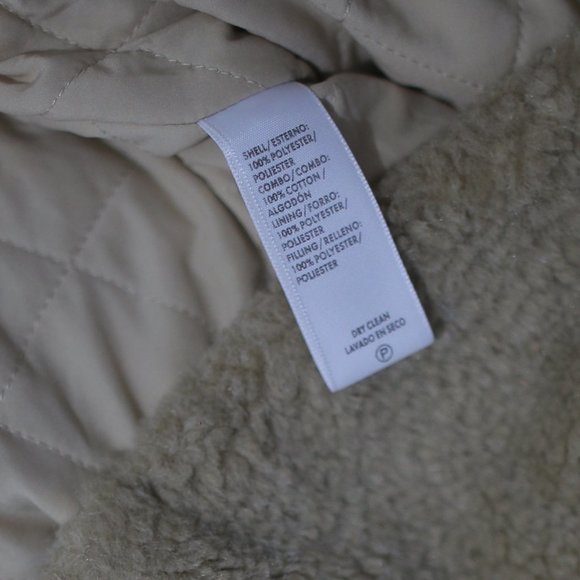 SHELL/ESTERNO:
100% POLYESTER/
POLIESTER
COMBO/COMBO:
100% COTTON/
ALGODÓN
LINING/FORRO:
100% POLYESTER/
POLIESTER
FILLING/RELLENO:
100% POLYESTER/
POLIESTER
DRY CLEAN
LAVADO EN SECO
P